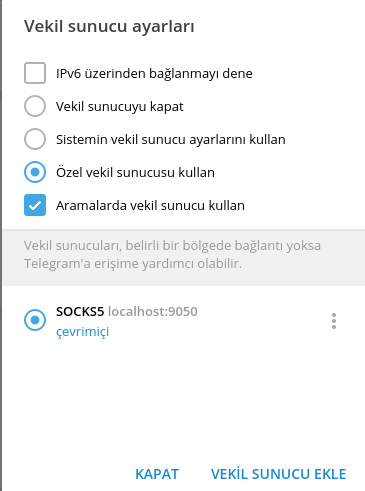 Vekil sunucu ayarları
IPv6 üzerinden bağlanmayı dene
Vekil sunucuyu kapat
Sistemin vekil sunucu ayarlarını kullan
Özel vekil sunucusu kullan
Aramalarda vekil sunucu kullan
Vekil sunucuları, belirli bir bölgede bağlantı yoksa
Telegram'a erişime yardımcı olabilir.
SOCKS5 localhost:9050
çevrimiçi
KAPAT VEKİL SUNUCU EKLE